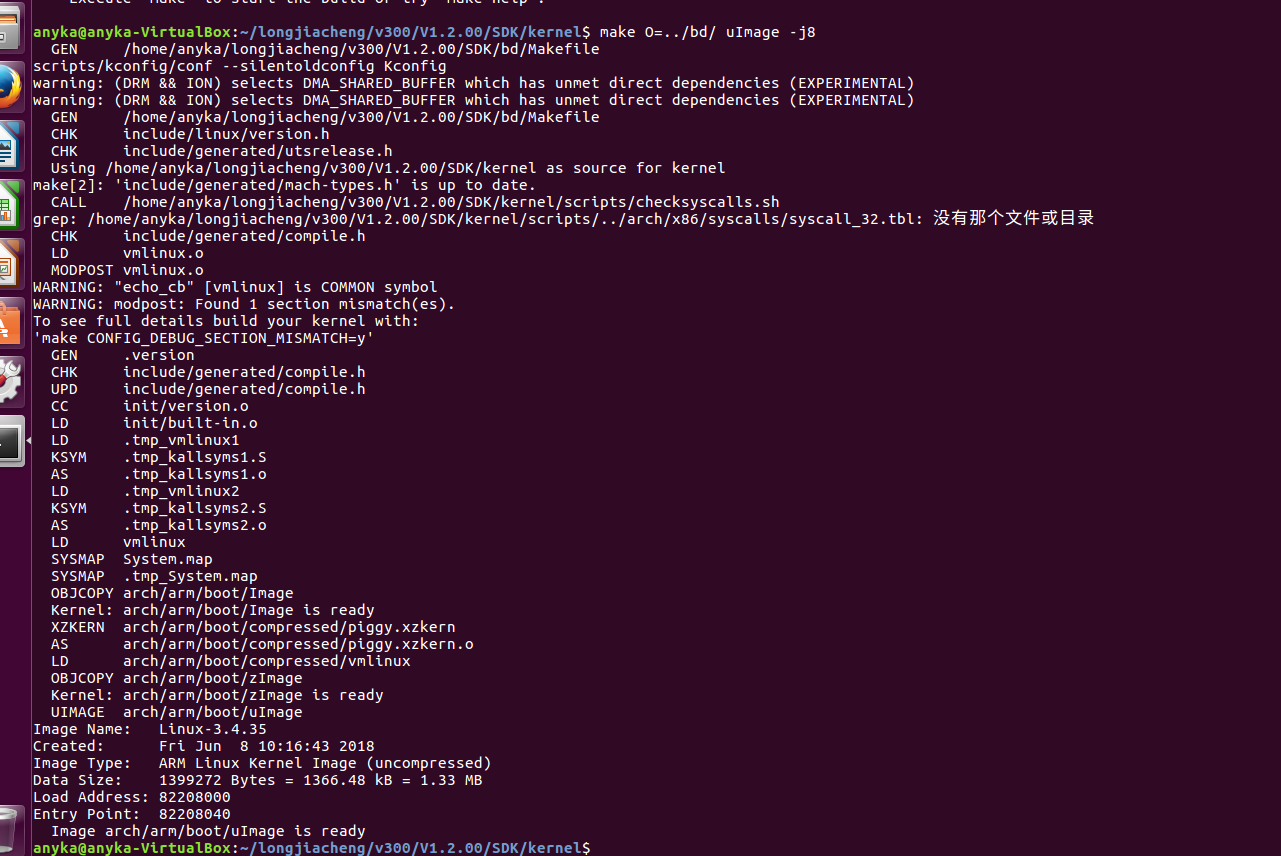 Execute "make" to start the build or try "make help".
anyka@anyka-VirtualBox:~/longjiacheng/v300/V1.2.00/SDK/kernel$ make O=../bd/ uImage -j8
  GEN     /home/anyka/longjiacheng/v300/V1.2.00/SDK/bd/Makefile
scripts/kconfig/conf --silentoldconfig Kconfig
warning: (DRM && ION) selects DMA_SHARED_BUFFER which has unmet direct dependencies (EXPERIMENTAL)
warning: (DRM && ION) selects DMA_SHARED_BUFFER which has unmet direct dependencies (EXPERIMENTAL)
  GEN     /home/anyka/longjiacheng/v300/V1.2.00/SDK/bd/Makefile
  CHK     include/linux/version.h
  CHK     include/generated/utsrelease.h
  Using /home/anyka/longjiacheng/v300/V1.2.00/SDK/kernel as source for kernel
make[2]: 'include/generated/mach-types.h' is up to date.
  CALL    /home/anyka/longjiacheng/v300/V1.2.00/SDK/kernel/scripts/checksyscalls.sh
grep: /home/anyka/longjiacheng/v300/V1.2.00/SDK/kernel/scripts/../arch/x86/syscalls/syscall_32.tbl: 没有那个文件或目录
  CHK     include/generated/compile.h
  LD      vmlinux.o
  MODPOST vmlinux.o
WARNING: "echo_cb" [vmlinux] is COMMON symbol
WARNING: modpost: Found 1 section mismatch(es).
To see full details build your kernel with:
'make CONFIG_DEBUG_SECTION_MISMATCH=y'
  GEN     .version
  CHK     include/generated/compile.h
  UPD     include/generated/compile.h
  CC      init/version.o
  LD      init/built-in.o
  LD      .tmp_vmlinux1
  KSYM    .tmp_kallsyms1.S
  AS      .tmp_kallsyms1.o
  LD      .tmp_vmlinux2
  KSYM    .tmp_kallsyms2.S
  AS      .tmp_kallsyms2.o
  LD      vmlinux
  SYSMAP  System.map
  SYSMAP  .tmp_System.map
  OBJCOPY arch/arm/boot/Image
  Kernel: arch/arm/boot/Image is ready
  XZKERN  arch/arm/boot/compressed/piggy.xzkern
  AS      arch/arm/boot/compressed/piggy.xzkern.o
  LD      arch/arm/boot/compressed/vmlinux
  OBJCOPY arch/arm/boot/zImage
  Kernel: arch/arm/boot/zImage is ready
  UIMAGE  arch/arm/boot/uImage
Image Name:   Linux-3.4.35
Created:      Fri Jun  8 10:16:43 2018
Image Type:   ARM Linux Kernel Image (uncompressed)
Data Size:    1399272 Bytes = 1366.48 kB = 1.33 MB
Load Address: 82208000
Entry Point:  82208040
  Image arch/arm/boot/uImage is ready
anyka@anyka-VirtualBox:~/longjiacheng/v300/V1.2.00/SDK/kernel$